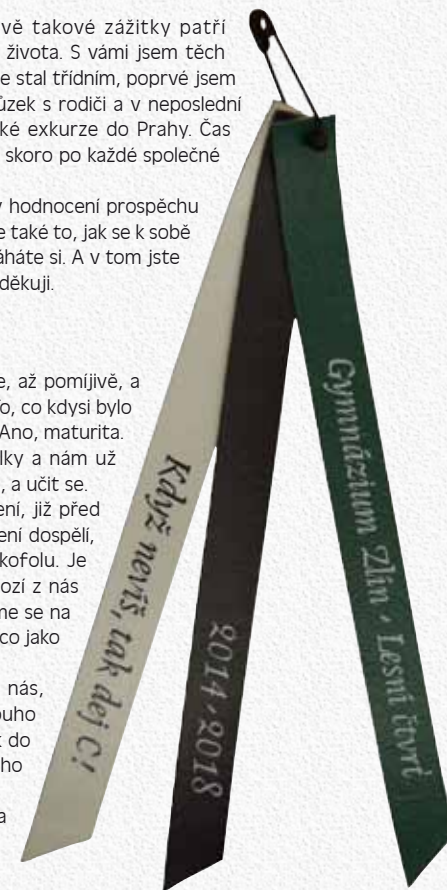 vě takové zážitky patří
života. S vámi jsem těch
e stal třídním, poprvé jsem
ůzek s rodiči a v neposlední
ké exkurze do Prahy. Čas
skoro po každé společné
v hodnocení prospěchu
e také to, jak se k sobě
áháte si. A v tom jste
děkuji.
e, až pomíjivě, a
o, co kdysi bylo
Ano, maturita.
lky a nám už
, a učit se.
ení, již před
ení dospělí,
kofolu. Je
ozí z nás
me se na
co jako
nás,
ouho
k do
ho
a
Když nevíš, tak dej C!
2014-2018
Gymnázium Zlín - Lesní čtvrť